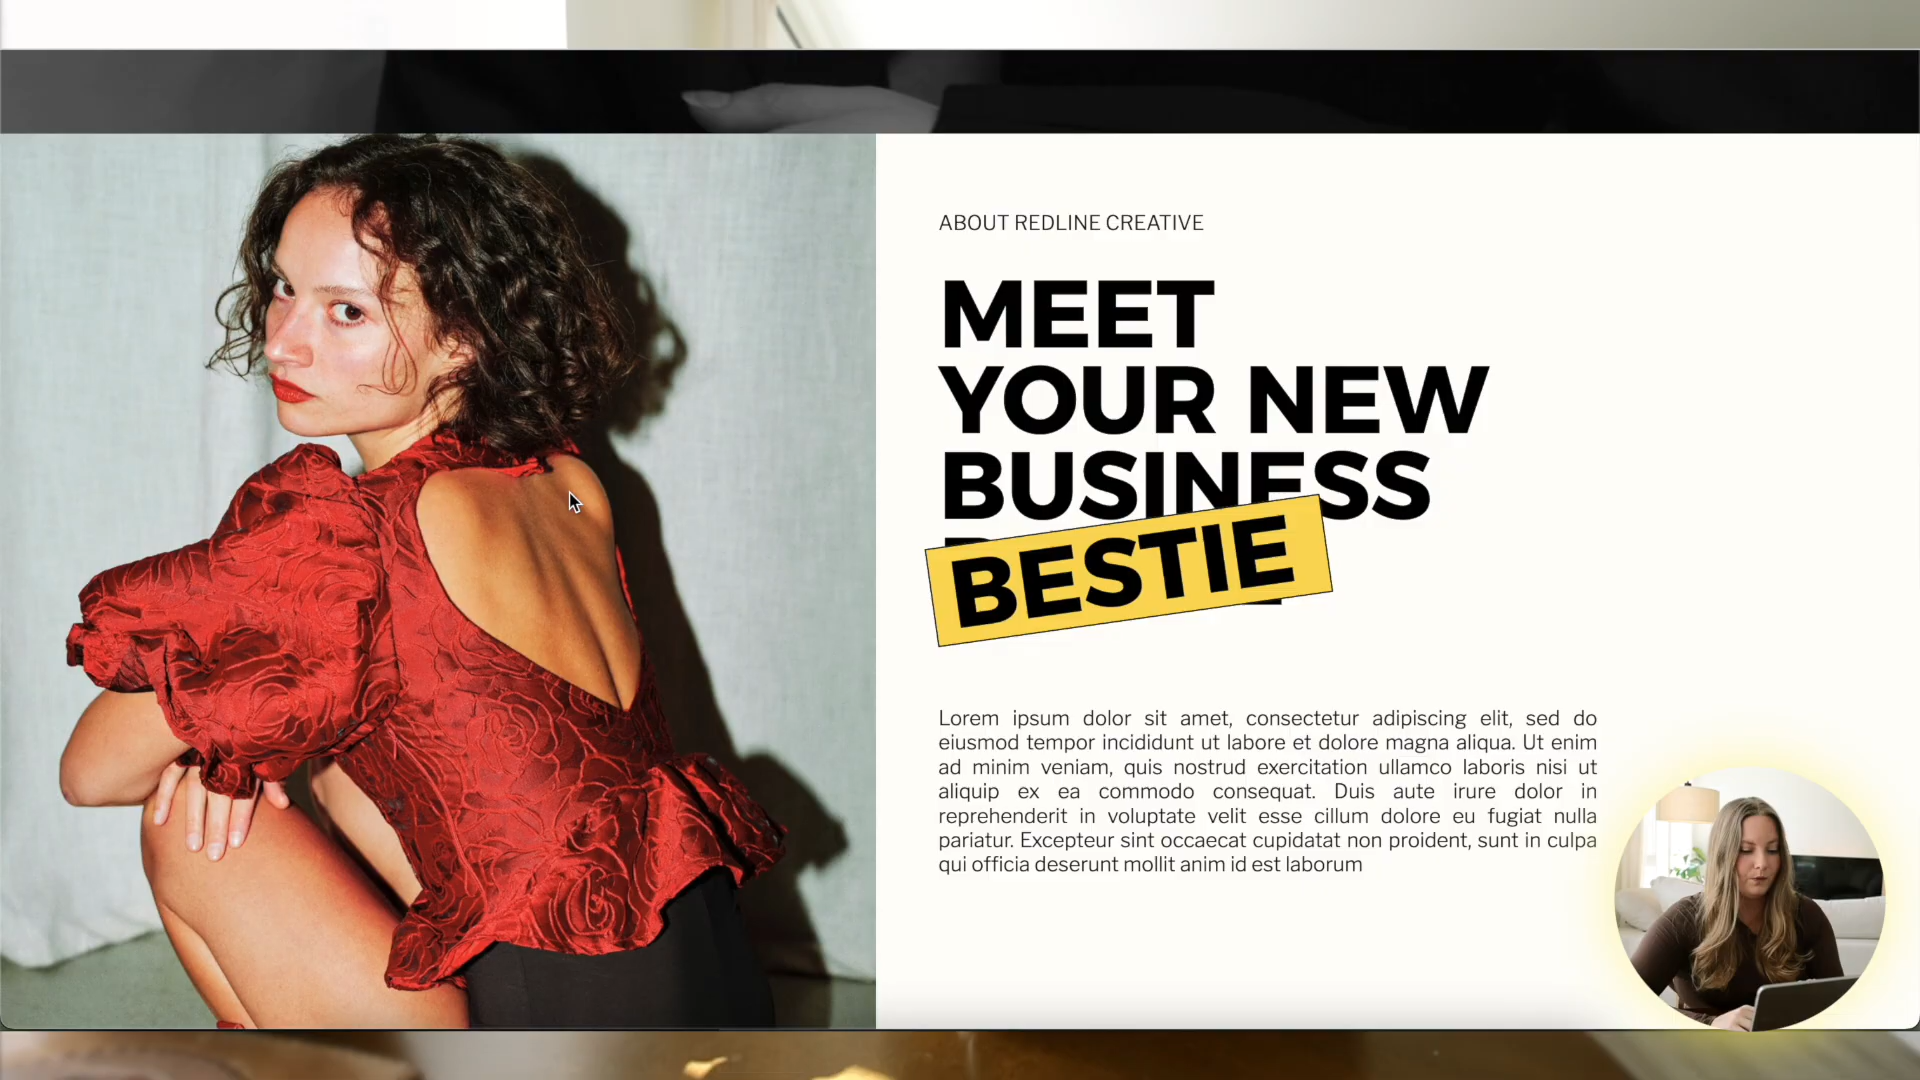 ABOUT REDLINE CREATIVE
MEET
YOUR NEW
BUSINESS
BESTIE
Lorem ipsum dolor sit amet, consectetur adipiscing elit, sed do
eiusmod tempor incididunt ut labore et dolore magna aliqua. Ut enim
ad minim veniam, quis nostrud exercitation ullamco laboris nisi ut
aliquip ex ea commodo consequat. Duis aute irure dolor in
reprehenderit in voluptate velit esse cillum dolore eu fugiat nulla
pariatur. Excepteur sint occaecat cupidatat non proident, sunt in culpa
qui officia deserunt mollit anim id est laborum